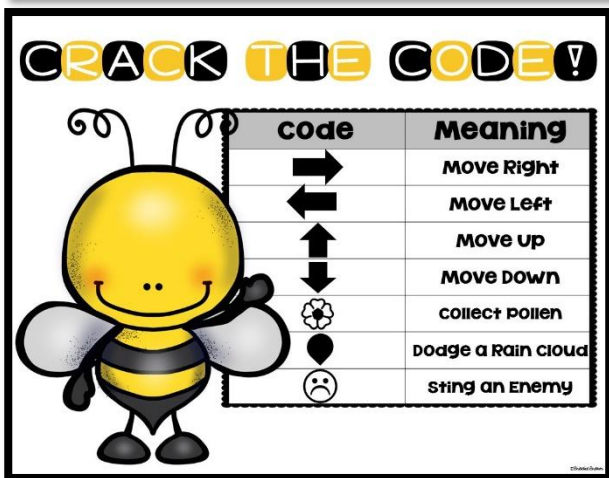 CRACK THE CODE!
Code Meaning
Move Right
Move Left
Move Up
Move Down
Collect Pollen
Dodge a Rain Cloud
Sting an Enemy